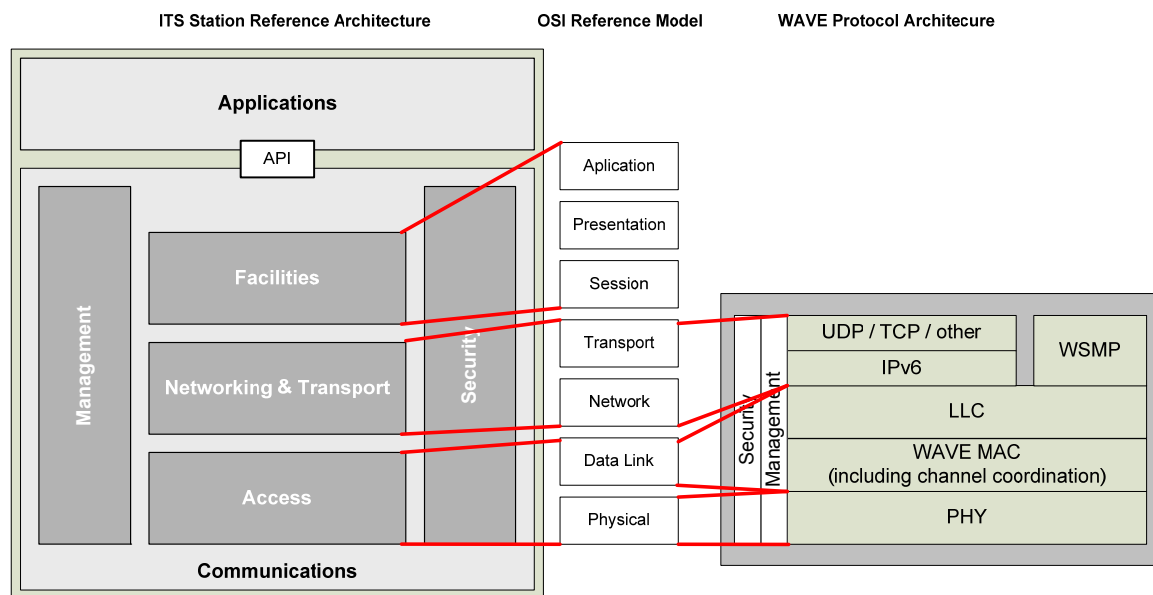 ITS Station Reference Architecture
OSI Reference Model
WAVE Protocol Architecure
Applications
API
Management
Facilities
Networking & Transport
Access
Security
Communications
Aplication
Presentation
Session
Transport
Network
Data Link
Physical
Security
Management
UDP / TCP / other
IPv6
WSMP
LLC
WAVE MAC
(including channel coordination)
PHY